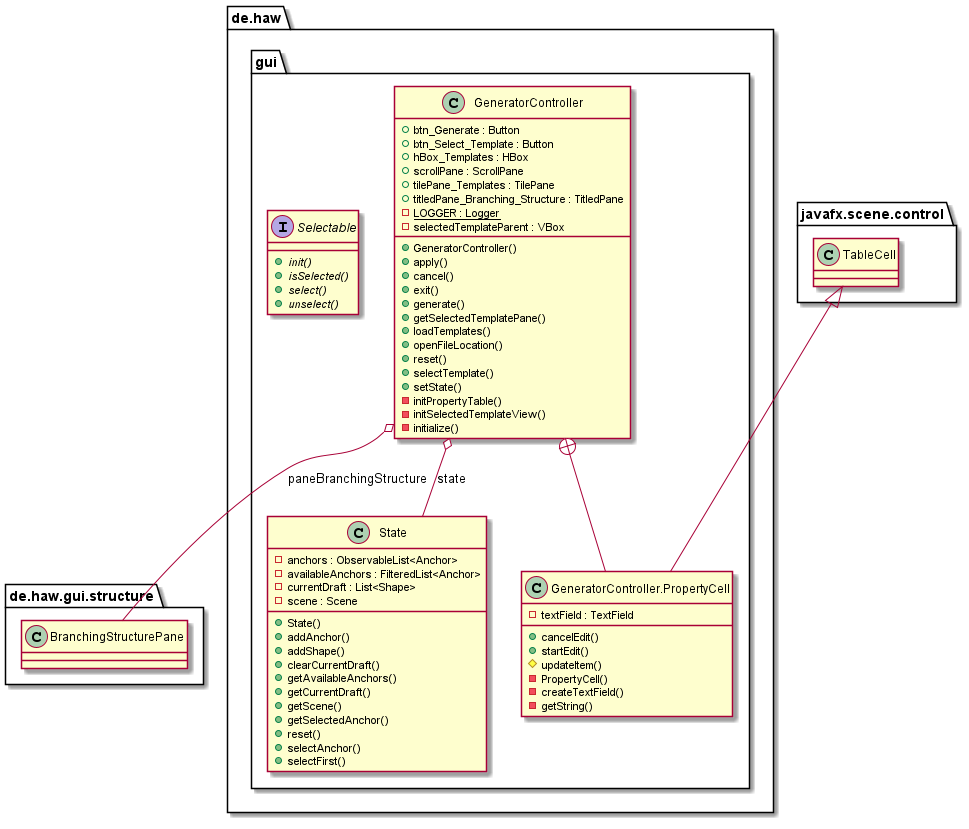 de.haw
gui
C GeneratorController
btn_Generate : Button
btn_Select_Template : Button
hBox_Templates : HBox
scrollPane : ScrollPane
tilePane_Templates : TilePane
titledPane_Branching_Structure : TitledPane
LOGGER : Logger
selectedTemplateParent : VBox
GeneratorController()
apply()
cancel()
exit()
generate()
getSelectedTemplatePane()
loadTemplates()
openFileLocation()
reset()
selectTemplate()
setState()
initPropertyTable()
initSelectedTemplateView()
initialize()
I Selectable
init()
isSelected()
select()
unselect()
javafx.scene.control
C TableCell
paneBranchingStructure
state
C State
anchors : ObservableList<Anchor>
availableAnchors : FilteredList<Anchor>
currentDraft : List<Shape>
scene : Scene
State()
addAnchor()
addShape()
clearCurrentDraft()
getAvailableAnchors()
getCurrentDraft()
getScene()
getSelectedAnchor()
reset()
selectAnchor()
selectFirst()
C GeneratorController.PropertyCell
textField : TextField
cancelEdit()
startEdit()
updateItem()
PropertyCell()
createTextField()
getString()
de.haw.gui.structure
C BranchingStructurePane